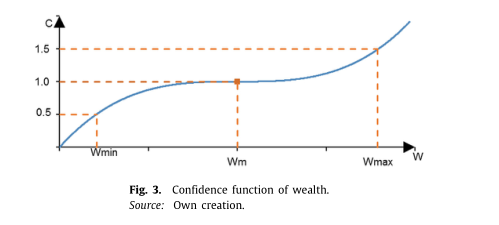 C
1.5
1.0
0.5
Wmin
Wm
Wmax
W
Fig. 3. Confidence function of wealth.
Source: Own creation.